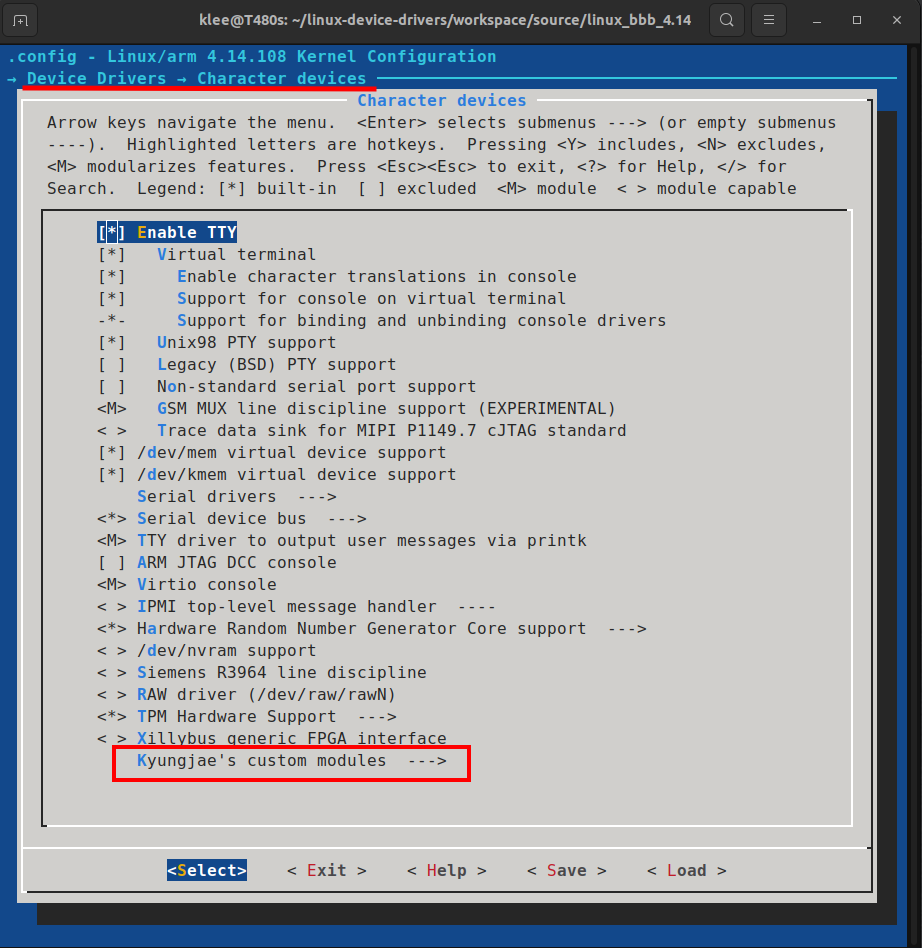 klee@T480s: ~/linux-device-drivers/workspace/source/linux_bbb_4.14
.config - Linux/arm 4.14.108 Kernel Configuration
→ Device Drivers → Character devices
Character devices
Arrow keys navigate the menu.  <Enter> selects submenus ---> (or empty submenus
----).  Highlighted letters are hotkeys.  Pressing <Y> includes, <N> excludes,
<M> modularizes features.  Press <Esc><Esc> to exit, <?> for Help, </> for
Search.  Legend: [*] built-in  [ ] excluded  <M> module  < > module capable
[*] Enable TTY
[*]   Virtual terminal
[*]     Enable character translations in console
[*]     Support for console on virtual terminal
-*-     Support for binding and unbinding console drivers
[*]   Unix98 PTY support
[ ]   Legacy (BSD) PTY support
[ ]   Non-standard serial port support
<M>   GSM MUX line discipline support (EXPERIMENTAL)
< >   Trace data sink for MIPI P1149.7 cJTAG standard
[*] /dev/mem virtual device support
[*] /dev/kmem virtual device support
Serial drivers  --->
<*> Serial device bus  --->
<M> TTY driver to output user messages via printk
[ ] ARM JTAG DCC console
<M> Virtio console
< > IPMI top-level message handler  ----
<*> Hardware Random Number Generator Core support  --->
< > /dev/nvram support
< > Siemens R3964 line discipline
< > RAW driver (/dev/raw/rawN)
<*> TPM Hardware Support  --->
< > Xillybus generic FPGA interface
Kyungjae's custom modules  --->
<Select>    < Exit >    < Help >    < Save >    < Load >